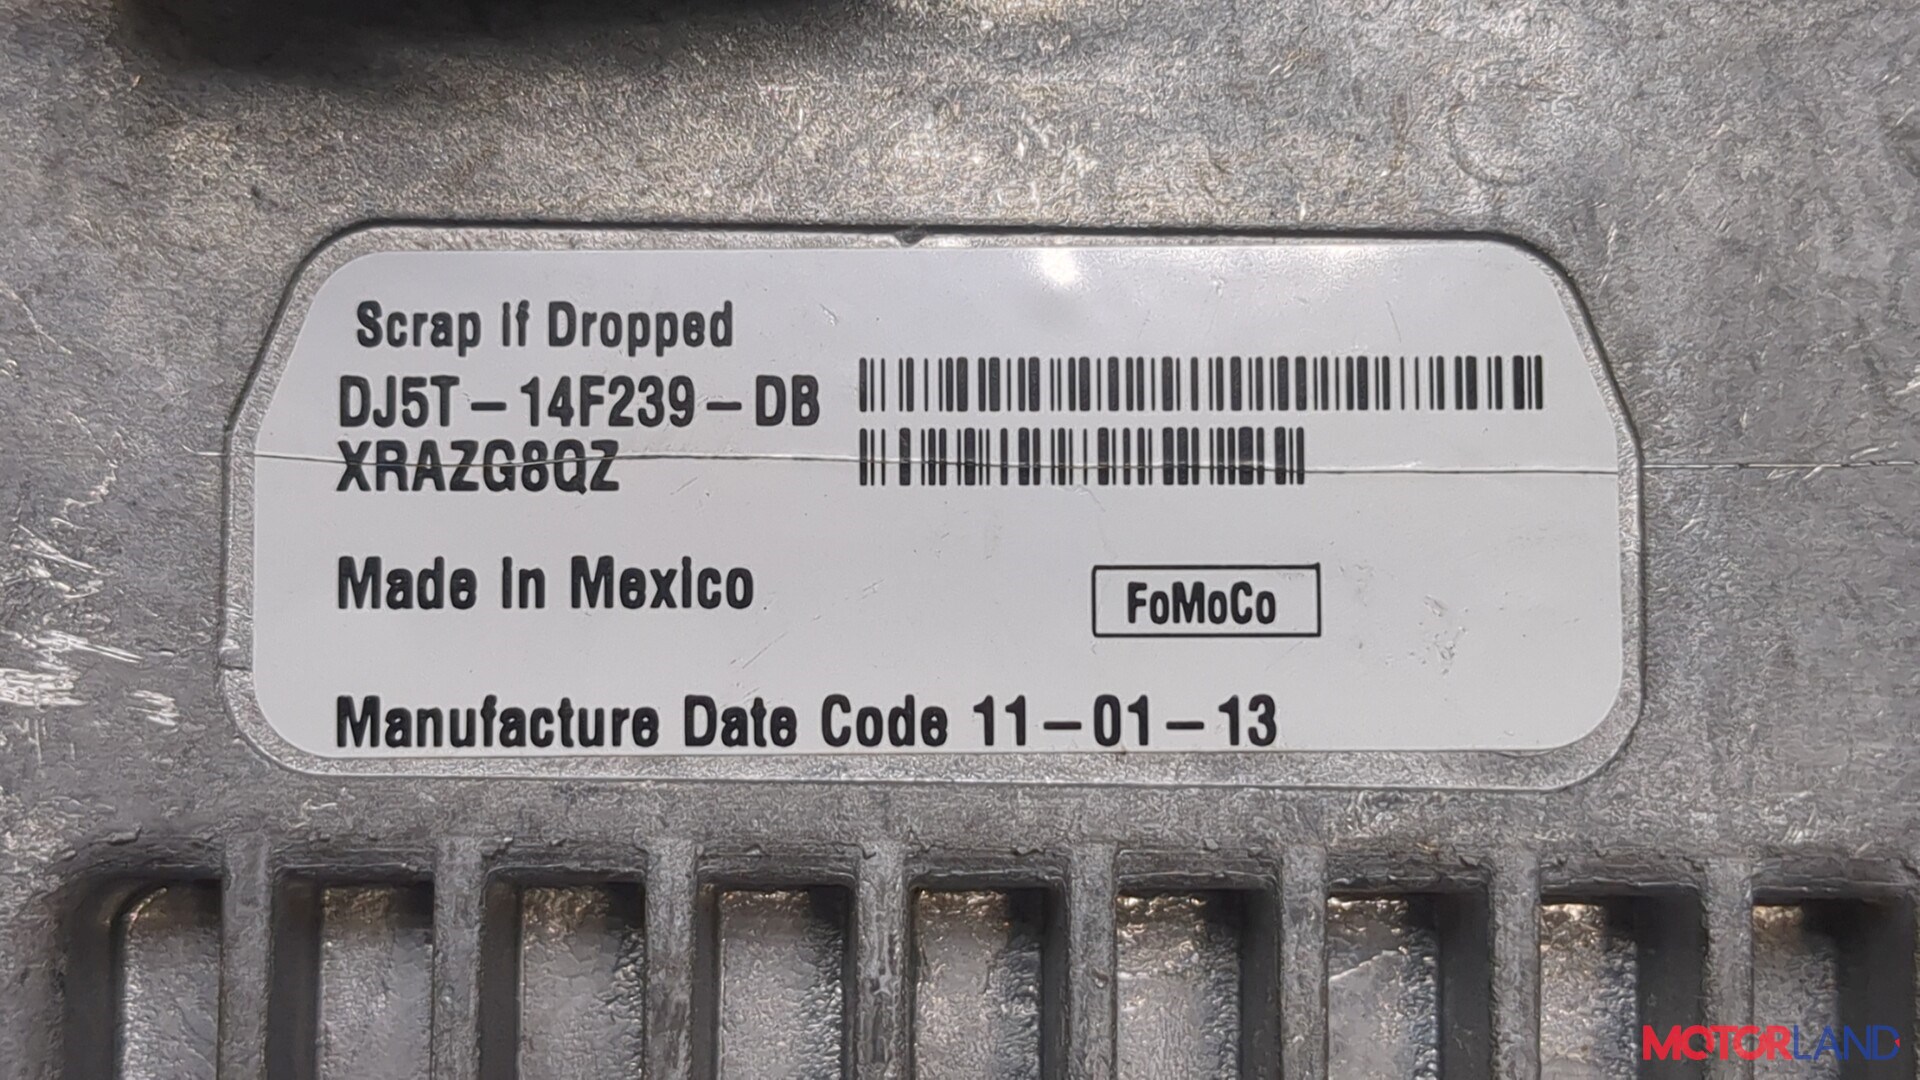 Scrap if Dropped
DJ5T-14F239-DB
XRAZG8QZ
Made in Mexico
FoMoCo
Manufacture Date Code 11-01-13
MOTORLAND